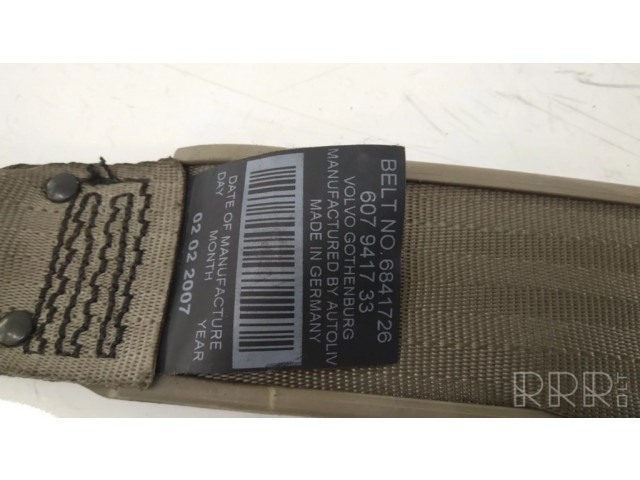 BELT NO. 6841726
607 9417 33
VOLVO GOTHENBURG
MANUFACTURED BY AUTOLIV
MADE IN GERMANY
DATE OF MANUFACTURE
DAY MONTH YEAR
02 02 2007
RRR
LTD